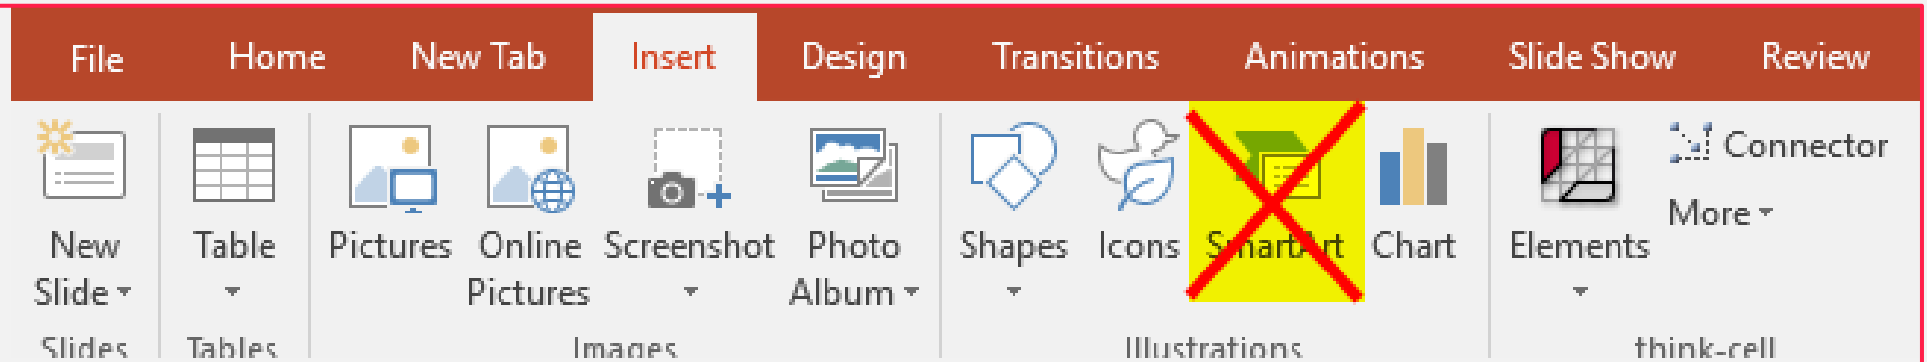 File Home New Tab Insert Design Transitions Animations Slide Show Review
New Slide
Table
Pictures
Online Pictures
Screenshot
Photo Album
Shapes
Icons
SmartArt
Chart
Elements
Connector
More
Slides Tables Images Illustrations think-cell